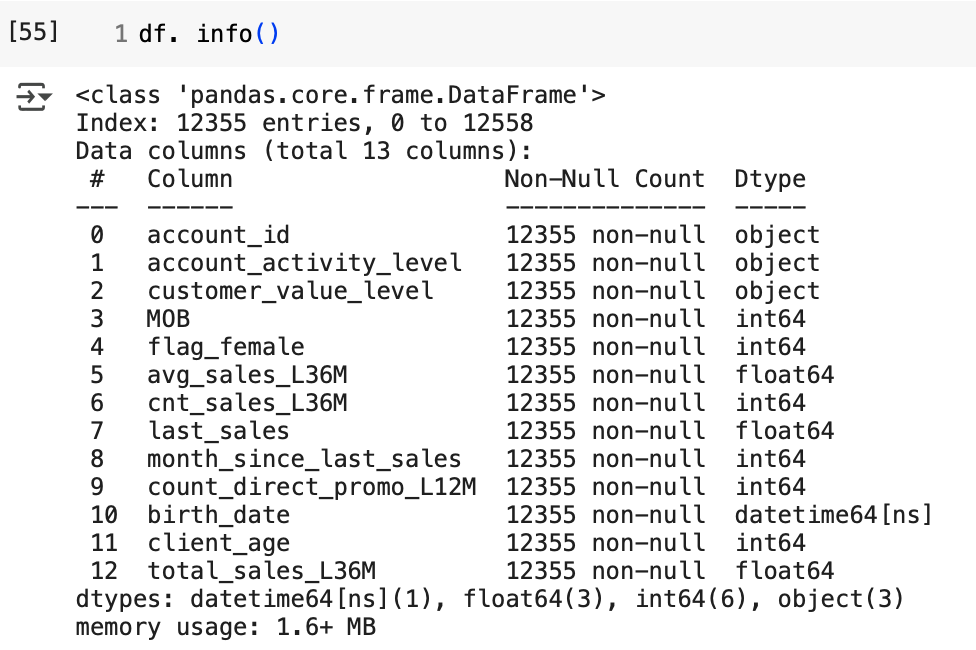 [55] 1 df. info()
<class 'pandas.core.frame.DataFrame'>
Index: 12355 entries, 0 to 12558
Data columns (total 13 columns):
 #   Column                   Non-Null Count  Dtype
---  ------                   --------------  -----
 0   account_id               12355 non-null  object
 1   account_activity_level   12355 non-null  object
 2   customer_value_level     12355 non-null  object
 3   MOB                      12355 non-null  int64
 4   flag_female              12355 non-null  int64
 5   avg_sales_L36M           12355 non-null  float64
 6   cnt_sales_L36M           12355 non-null  int64
 7   last_sales               12355 non-null  float64
 8   month_since_last_sales   12355 non-null  int64
 9   count_direct_promo_L12M  12355 non-null  int64
 10  birth_date               12355 non-null  datetime64[ns]
 11  client_age               12355 non-null  int64
 12  total_sales_L36M         12355 non-null  float64
dtypes: datetime64[ns](1), float64(3), int64(6), object(3)
memory usage: 1.6+ MB